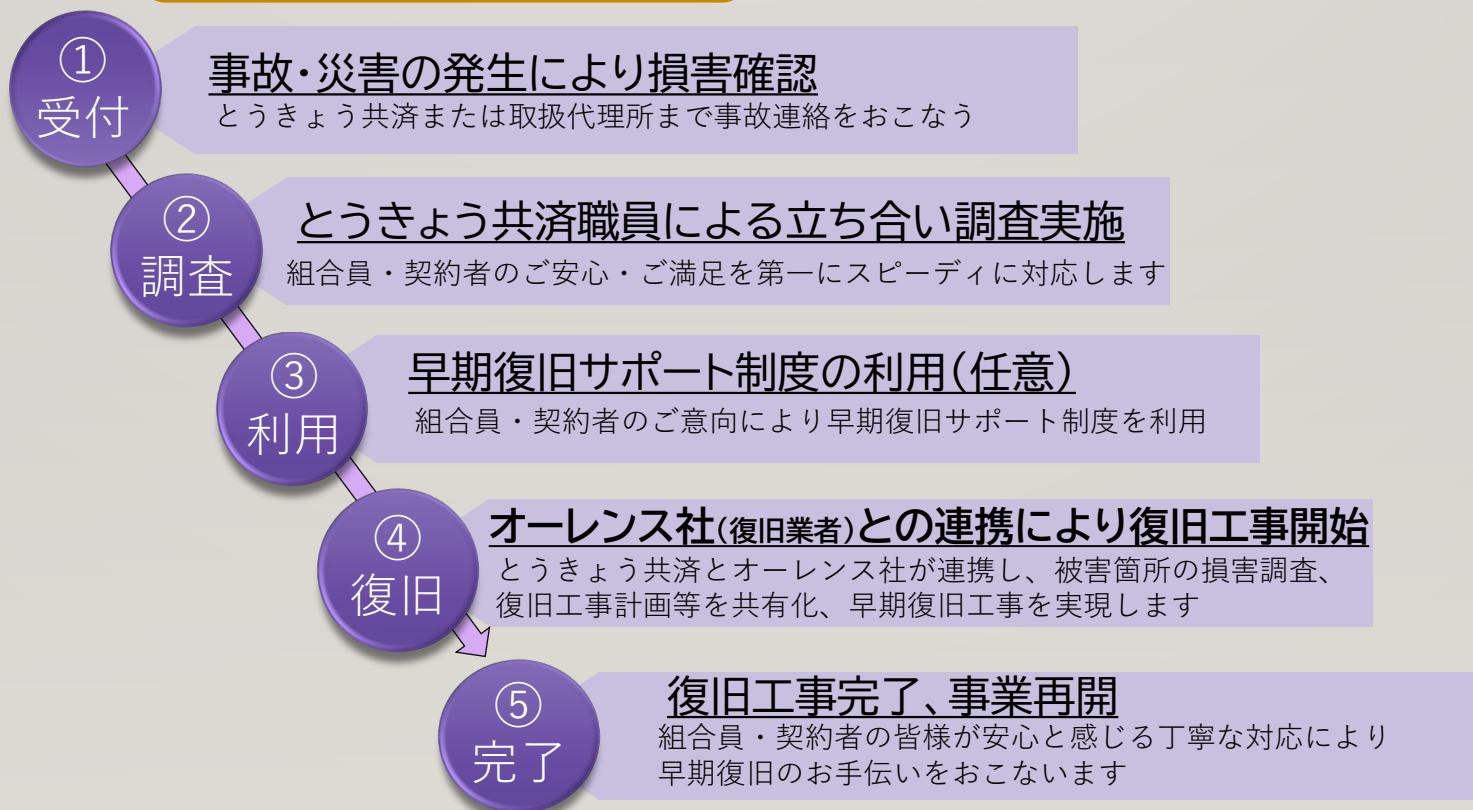 ①
受付
事故・災害の発生により損害確認
とうきょう共済または取扱代理所まで事故連絡をおこなう
②
調査
とうきょう共済職員による立ち合い調査実施
組合員・契約者のご安心・ご満足を第一にスピーディに対応します
③
利用
早期復旧サポート制度の利用(任意)
組合員・契約者のご意向により早期復旧サポート制度を利用
④
復旧
オーレンス社(復旧業者)との連携により復旧工事開始
とうきょう共済とオーレンス社が連携し、被害箇所の損害調査、
復旧工事計画等を共有化、早期復旧工事を実現します
⑤
完了
復旧工事完了、事業再開
組合員・契約者の皆様が安心と感じる丁寧な対応により
早期復旧のお手伝いをおこないます